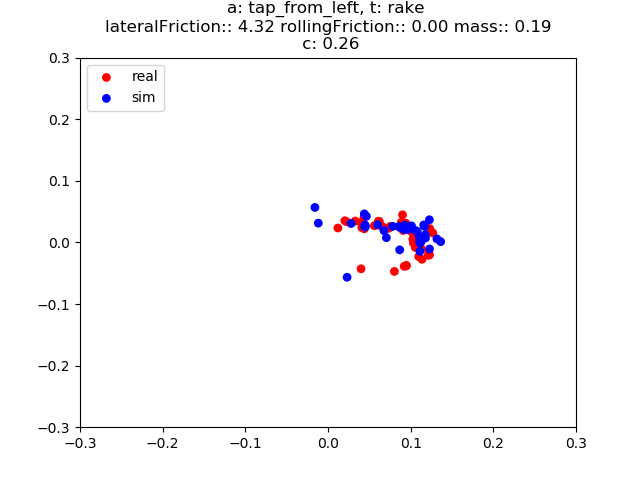 a: tap_from_left, t: rake
lateralFriction:: 4.32 rollingFriction:: 0.00 mass:: 0.19
c: 0.26
real
sim
0.3
0.2
0.1
0.0
−0.1
−0.2
−0.3
−0.3
−0.2
−0.1
0.0
0.1
0.2
0.3